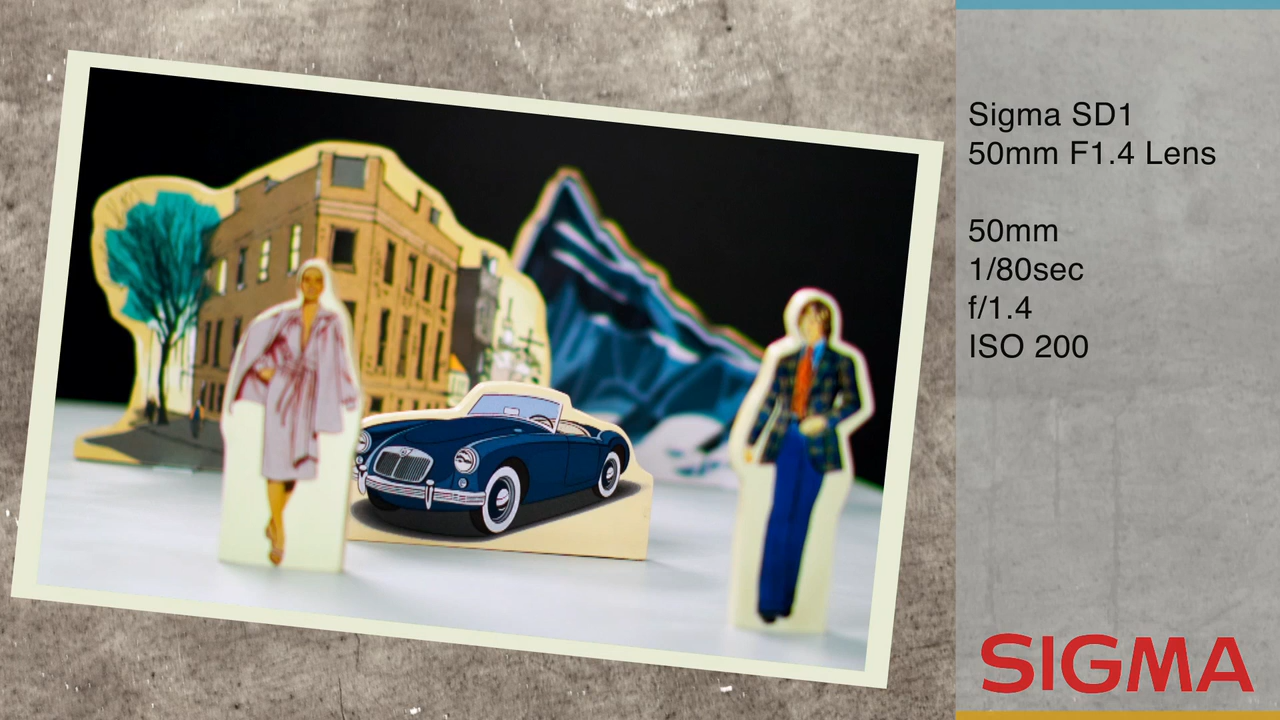 Sigma SD1
50mm F1.4 Lens
50mm
1/80sec
f/1.4
ISO 200
SIGMA